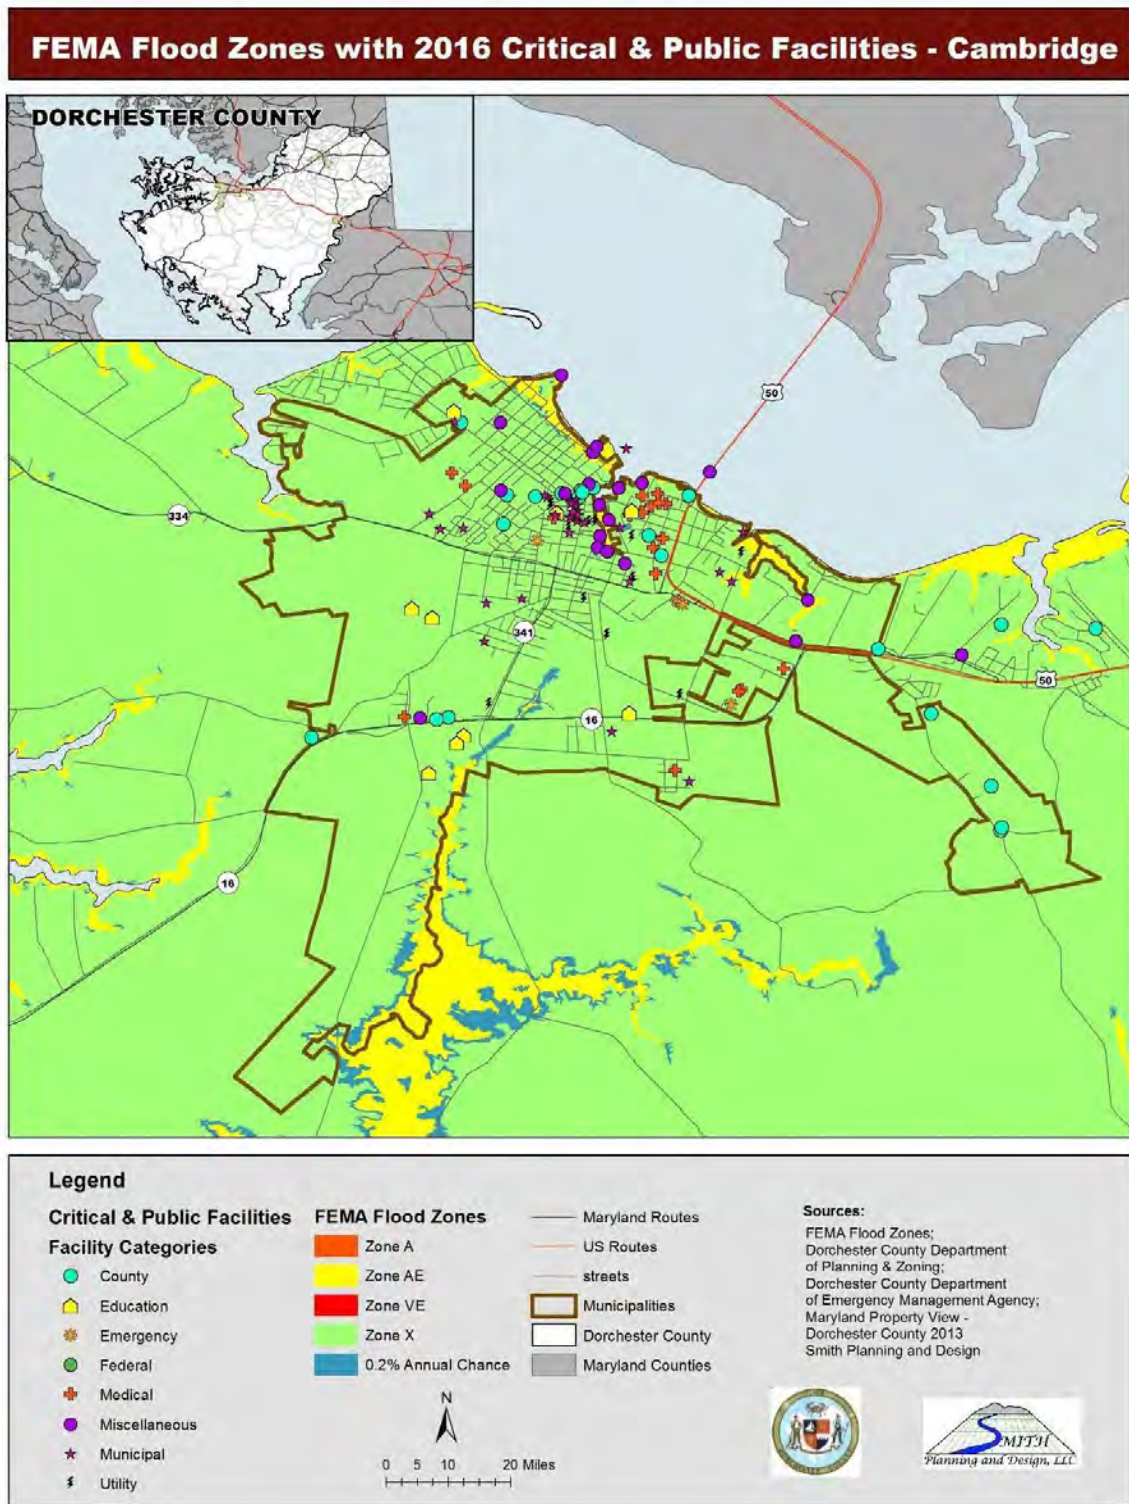 FEMA Flood Zones with 2016 Critical & Public Facilities - Cambridge
DORCHESTER COUNTY
50
334
341
50
16
16
Legend
Critical & Public Facilities
Facility Categories
County
Education
Emergency
Federal
Medical
Miscellaneous
Municipal
Utility
FEMA Flood Zones
Zone A
Zone AE
Zone VE
Zone X
0.2% Annual Chance
N
0 5 10 20 Miles
Maryland Routes
US Routes
streets
Municipalities
Dorchester County
Maryland Counties
Sources:
FEMA Flood Zones;
Dorchester County Department
of Planning & Zoning;
Dorchester County Department
of Emergency Management Agency;
Maryland Property View -
Dorchester County 2013
Smith Planning and Design
SMITH
Planning and Design, LLC